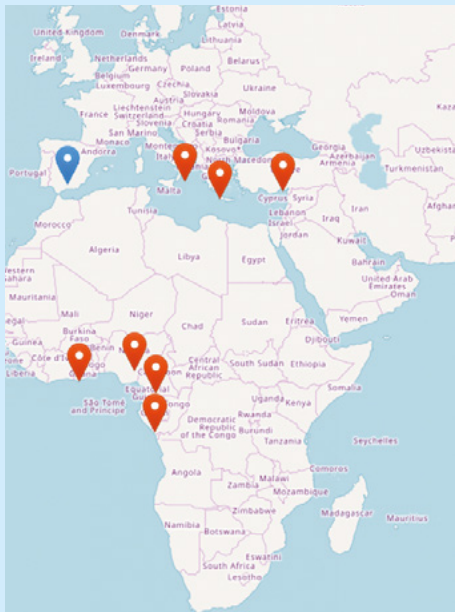 Estonia
Latvia
Lithuania
Denmark
United Kingdom
Ireland
Netherlands
Belgium
Luxembourg
Germany
Poland
Belarus
Czechia
Slovakia
Ukraine
France
Liechtenstein
Switzerland
Austria
Slovenia
Hungary
Croatia
Moldova
Romania
San Marino
Monaco
Serbia
Bulgaria
Andorra
Portugal
Kosovo
North Macedonia
Georgia
Azerbaijan
Armenia
Uzbekistan
Turkmenistan
Malta
Tunisia
Cyprus
Syria
Lebanon
Israel
Jordan
Iraq
Iran
Kuwait
Morocco
Algeria
Libya
Egypt
Bahrain
United Arab
Emirates
Oman
Western
Sahara
Mauritania
Mali
Niger
Chad
Sudan
Eritrea
Yemen
Djibouti
Burkina
Faso
Guinea
Benin
Liberia
Central
African
Republic
South Sudan
Ethiopia
Somalia
São Tomé
and Príncipe
Equatorial
Uganda
Kenya
Rwanda
Burundi
Democratic
Republic
of the Congo
Tanzania
Seychelles
Comoros
Angola
Zambia
Malawi
Mozambique
Zimbabwe
Madagascar
Mauritius
Namibia
Botswana
Eswatini
South Africa
Lesotho